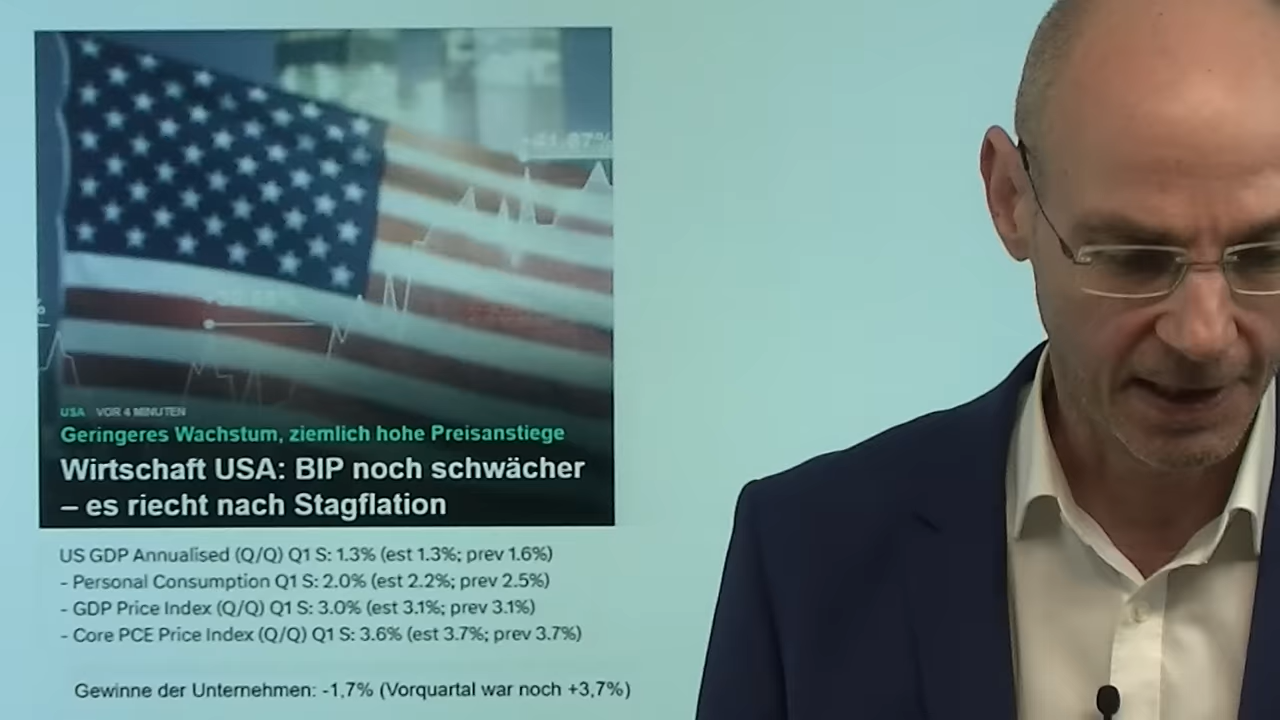 +41.87%
%
USA VOR 4 MINUTEN
Geringeres Wachstum, ziemlich hohe Preisanstiege
Wirtschaft USA: BIP noch schwächer
– es riecht nach Stagflation
US GDP Annualised (Q/Q) Q1 S: 1.3% (est 1.3%; prev 1.6%)
- Personal Consumption Q1 S: 2.0% (est 2.2%; prev 2.5%)
- GDP Price Index (Q/Q) Q1 S: 3.0% (est 3.1%; prev 3.1%)
- Core PCE Price Index (Q/Q) Q1 S: 3.6% (est 3.7%; prev 3.7%)
Gewinne der Unternehmen: -1,7% (Vorquartal war noch +3,7%)